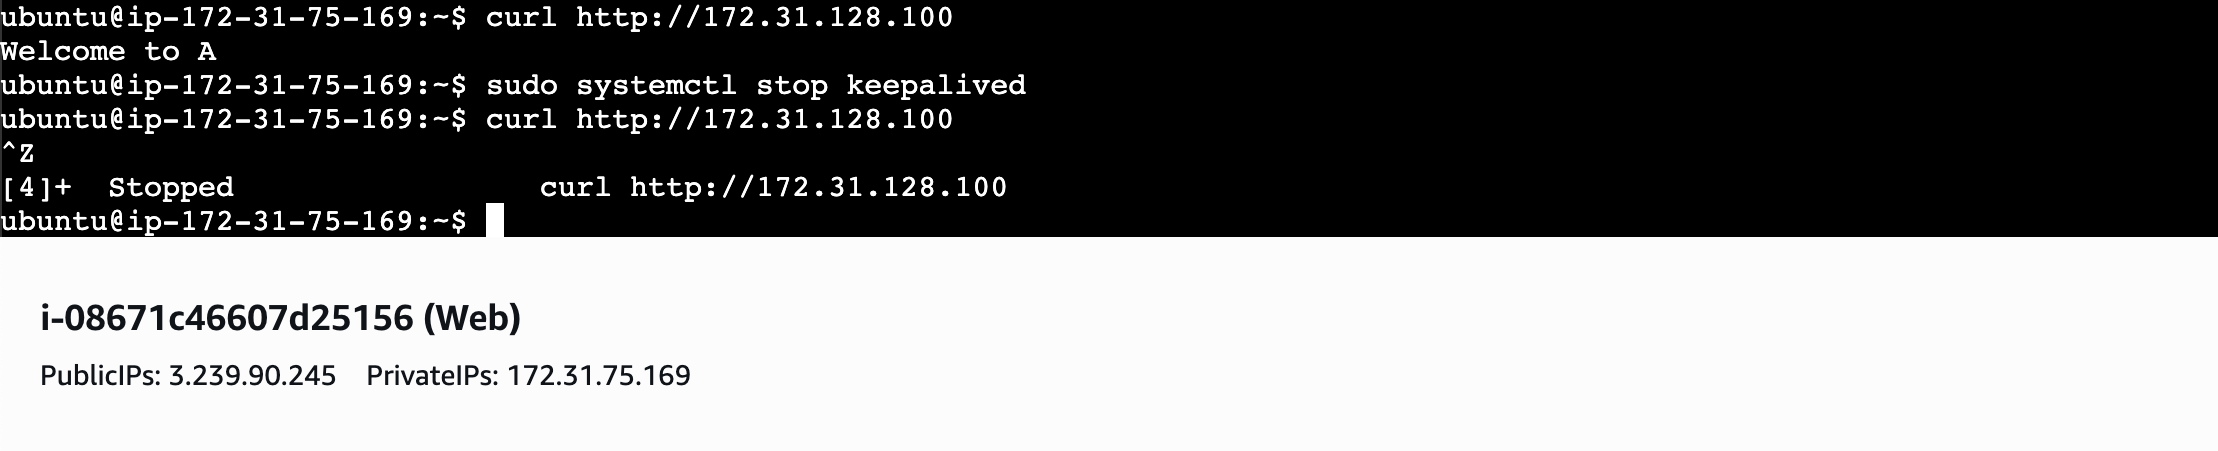 ubuntu@ip-172-31-75-169:~$ curl http://172.31.128.100
Welcome to A
ubuntu@ip-172-31-75-169:~$ sudo systemctl stop keepalived
ubuntu@ip-172-31-75-169:~$ curl http://172.31.128.100
^Z
[4]+  Stopped                 curl http://172.31.128.100
ubuntu@ip-172-31-75-169:~$
i-08671c46607d25156 (Web)
PublicIPs: 3.239.90.245    PrivateIPs: 172.31.75.169